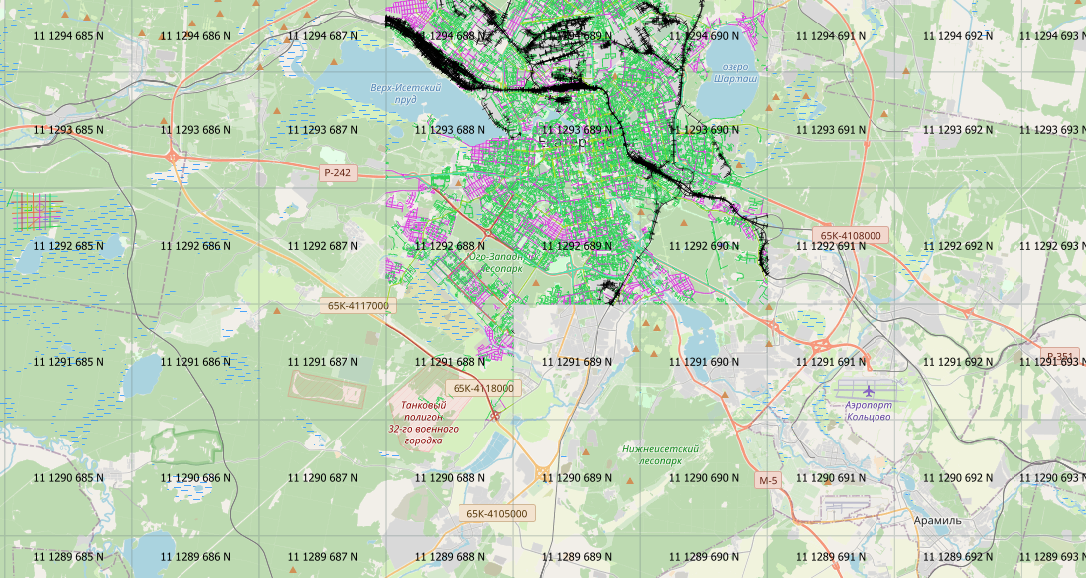 11 1294 685 N 11 1294 686 N 11 1294 687 N 11 1294 688 N 11 1294 689 N 11 1294 690 N 11 1294 691 N 11 1294 692 N 11 1294 693 N
озеро
Шарташ
Верх-Исетский
пруд
11 1293 685 N 11 1293 686 N 11 1293 687 N 11 1293 688 N 11 1293 689 N 11 1293 690 N 11 1293 691 N 11 1293 692 N 11 1293 693 N
Р-242
65К-4108000
11 1292 685 N 11 1292 686 N 11 1292 687 N 11 1292 688 N 11 1292 689 N 11 1292 690 N 11 1292 691 N 11 1292 692 N 11 1292 693 N
Юго-Западный
лесопарк
65К-4117000
Р-351
11 1291 685 N 11 1291 686 N 11 1291 687 N 11 1291 688 N 11 1291 689 N 11 1291 690 N 11 1291 691 N 11 1291 692 N 11 1291 693 N
65К-4118000
Танковый
полигон
32-го военного
городка
Аэропорт
Кольцово
Нижнеисетский
лесопарк
11 1290 685 N 11 1290 686 N 11 1290 687 N 11 1290 688 N 11 1290 689 N 11 1290 690 N 11 1290 691 N 11 1290 692 N 11 1290 693 N
М-5
65К-4105000
Арамиль
11 1289 685 N 11 1289 686 N 11 1289 687 N 11 1289 688 N 11 1289 689 N 11 1289 690 N 11 1289 691 N 11 1289 692 N 11 1289 693 N